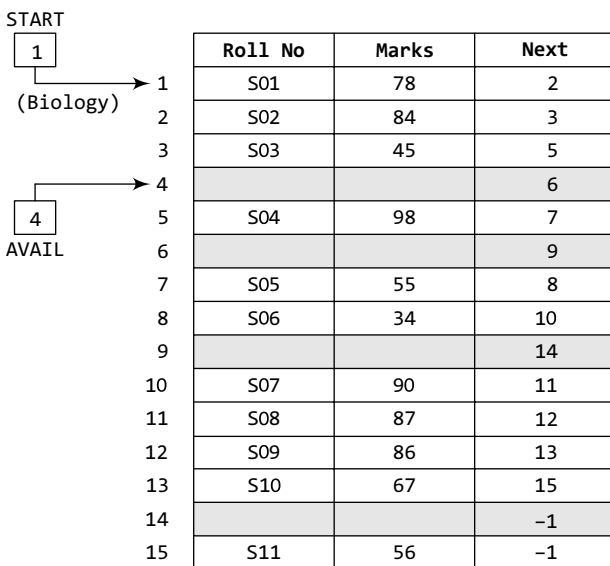 START
1
(Biology)
4
AVAIL
Roll No Marks Next
1 S01 78 2
2 S02 84 3
3 S03 45 5
4 6
5 S04 98 7
6 9
7 S05 55 8
8 S06 34 10
9 14
10 S07 90 11
11 S08 87 12
12 S09 86 13
13 S10 67 15
14 –1
15 S11 56 –1